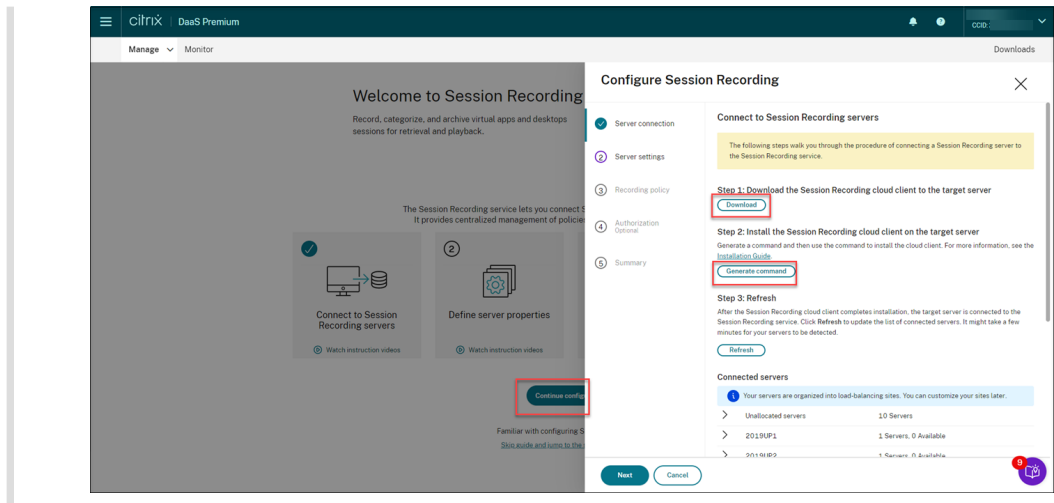 citrix DaaS Premium
CCID:
Manage Monitor
Downloads
Welcome to Session Recording
Record, categorize, and archive virtual apps and desktops
sessions for retrieval and playback.
The Session Recording service lets you connect S
It provides centralized management of policie
2
Connect to Session
Recording servers
Define server properties
Watch instruction videos
Watch instruction videos
Continue config
Familiar with configuring S
Skip guide and jump to the
Configure Session Recording
Server connection
2 Server settings
3 Recording policy
4 Authorization
Optional
5 Summary
Connect to Session Recording servers
The following steps walk you through the procedure of connecting a Session Recording server to
the Session Recording service.
Step 1: Download the Session Recording cloud client to the target server
Download
Step 2: Install the Session Recording cloud client on the target server
Generate a command and then use the command to install the cloud client. For more information, see the
Installation Guide.
Generate command
Step 3: Refresh
After the Session Recording cloud client completes installation, the target server is connected to the
Session Recording service. Click Refresh to update the list of connected servers. It might take a few
minutes for your servers to be detected.
Refresh
Connected servers
Your servers are organized into load-balancing sites. You can customize your sites later.
Unallocated servers 10 Servers
2019UP1 1 Servers, 0 Available
2019UP2 1 Servers, 0 Available
Next Cancel
9